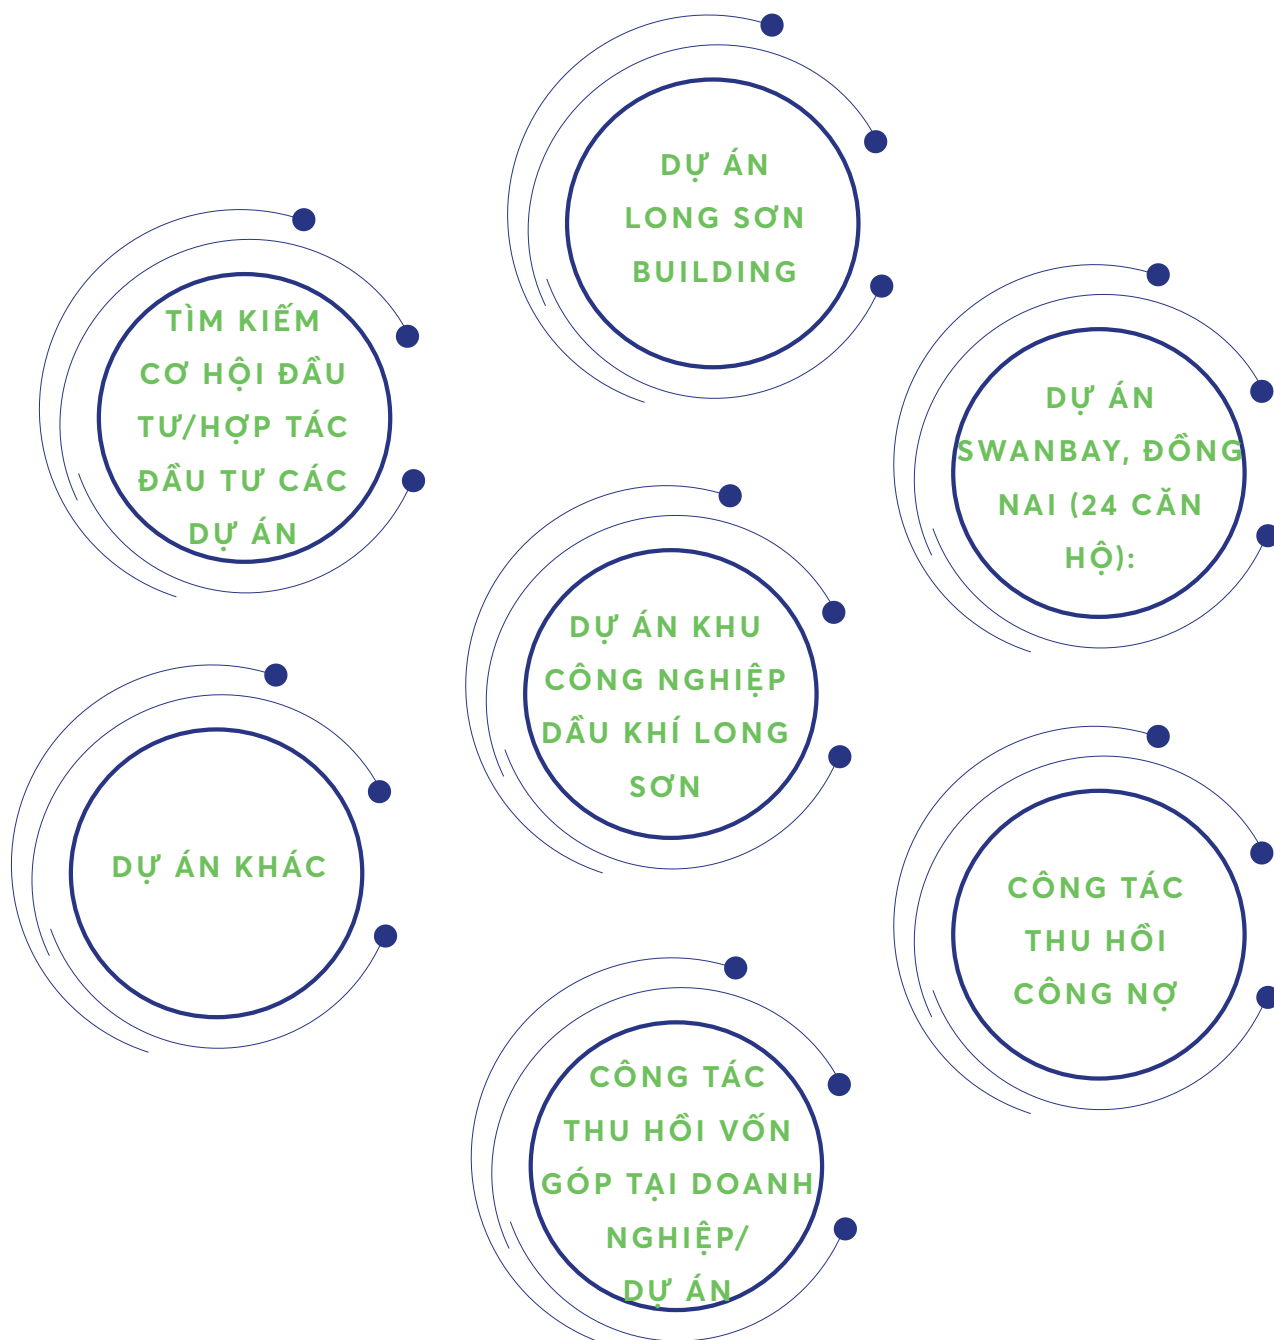 DỰ ÁN
LONG SƠN
BUILDING
TÌM KIẾM
CƠ HỘI ĐẦU
TƯ/HỢP TÁC
ĐẦU TƯ CÁC
DỰ ÁN
DỰ ÁN
SWANBAY, ĐỒNG
NAI (24 CĂN
HỘ):
DỰ ÁN KHU
CÔNG NGHIỆP
DẦU KHÍ LONG
SƠN
DỰ ÁN KHÁC
CÔNG TÁC
THU HỒI
CÔNG NỢ
CÔNG TÁC
THU HỒI VỐN
GÓP TẠI DOANH
NGHIỆP/
DỰ ÁN